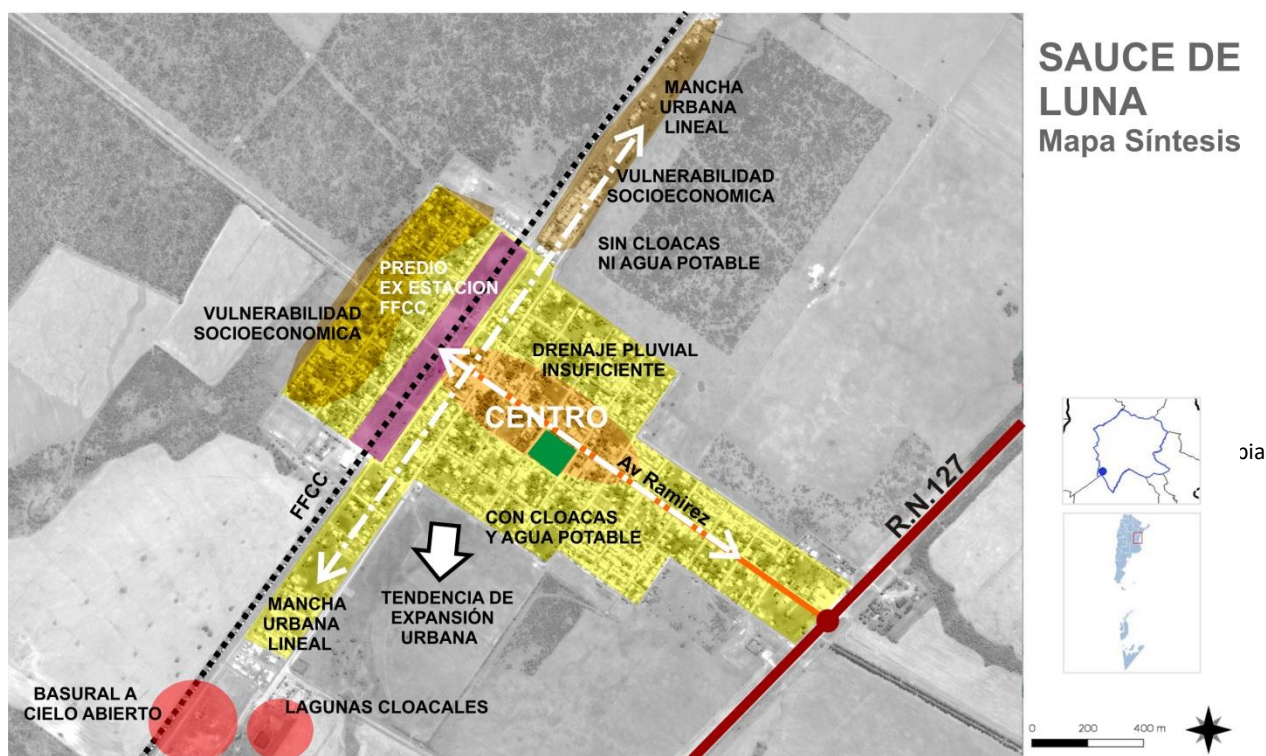 SAUCE DE
LUNA
Mapa Síntesis
MANCHA
URBANA
LINEAL
VULNERABILIDAD
SOCIOECONOMICA
SIN CLOACAS
NI AGUA POTABLE
PREDIÓ
EX ESTACION
FFCC
VULNERABILIDAD
SOCIOECONOMICA
DRENAJE PLUVIAL
INSUFICIENTE
CENTRO
Av Ramirez
R.N.127
FFCC
CON CLOACAS
Y AGUA POTABLE
TENDENCIA DE
EXPANSIÓN
URBANA
MANCHA
URBANA
LINEAL
BASURAL A
CIELO ABIERTO
LAGUNAS CLOACALES
bia
0 200 400 m